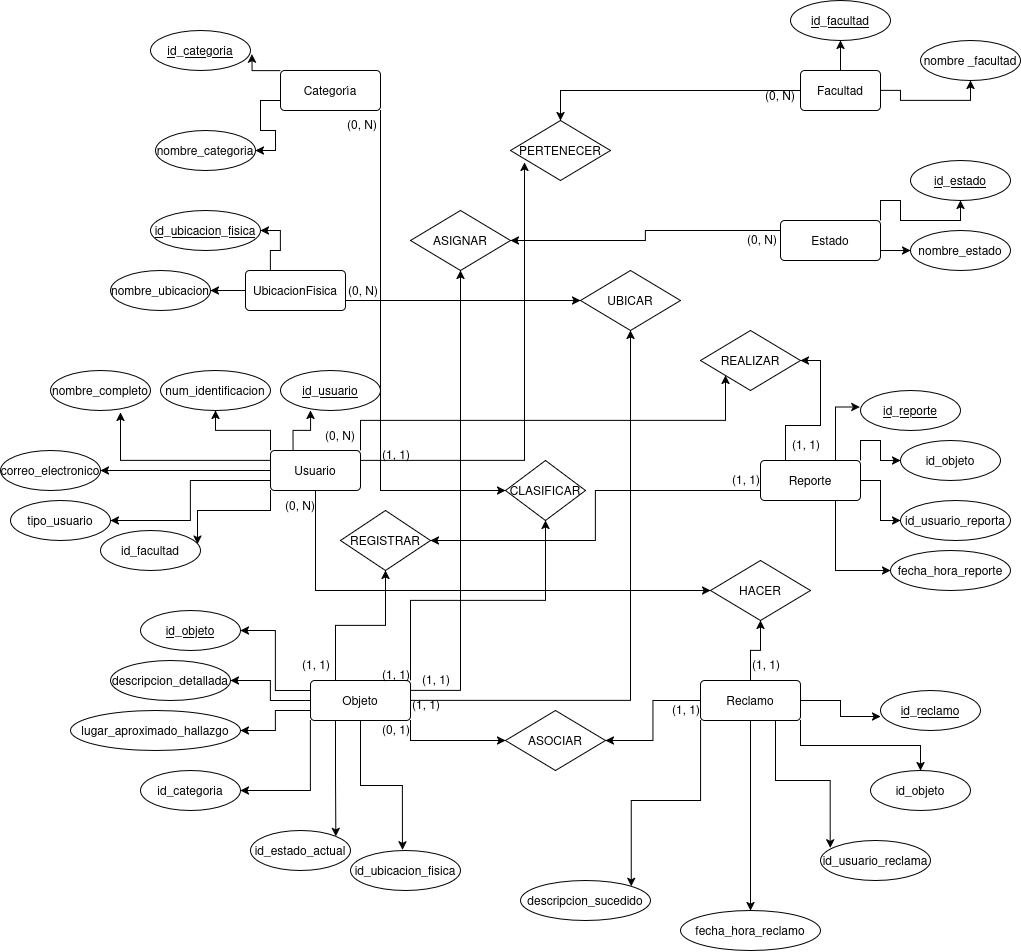 id_facultad
id_categoria
nombre _facultad
Categorìa
Facultad
(0, N)
(0, N)
nombre_categoria
PERTENECER
id_estado
id_ubicacion_fisica
ASIGNAR
(0, N)
Estado
nombre_estado
nombre_ubicacion
UbicacionFisica
(0, N)
UBICAR
REALIZAR
nombre_completo
num_identificacion
id_usuario
id_reporte
(0, N)
(1, 1)
(1, 1)
id_objeto
correo_electronico
Usuario
(1, 1)
Reporte
CLASIFICAR
(0, N)
tipo_usuario
id_usuario_reporta
id_facultad
REGISTRAR
fecha_hora_reporte
HACER
id_objeto
(1, 1)
(1, 1)
(1, 1)
(1, 1)
descripcion_detallada
Objeto
(1, 1)
(1, 1)
Reclamo
id_reclamo
lugar_aproximado_hallazgo
(0, 1)
ASOCIAR
id_categoria
id_objeto
id_estado_actual
id_ubicacion_fisica
id_usuario_reclama
descripcion_sucedido
fecha_hora_reclamo